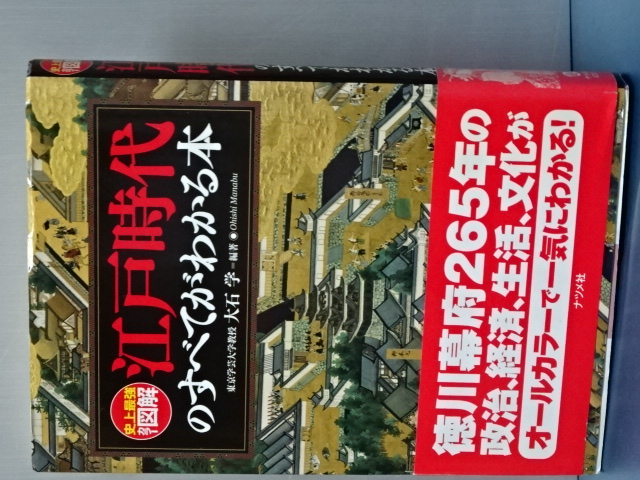 史上最強
カラー
図解
江戸時代
のすべてがわかる本
東京学芸大学教授 大石 学=編著 ● Ohishi Manabu
徳川幕府265年の
政治、経済、生活、文化が
オールカラーで一気にわかる!
ナツメ社